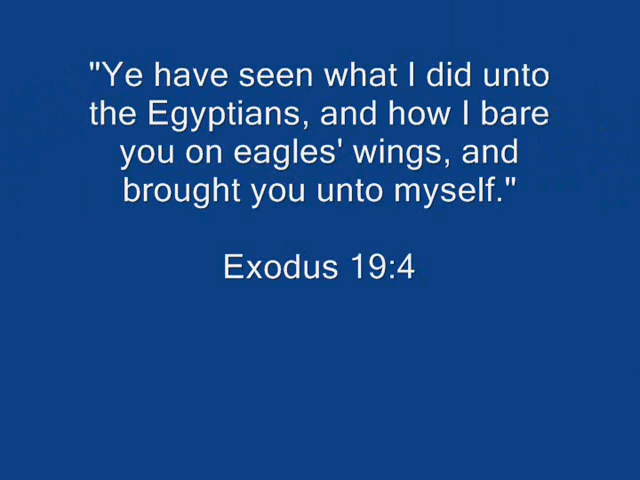 "Ye have seen what I did unto
the Egyptians, and how I bare
you on eagles' wings, and
brought you unto myself."
Exodus 19:4